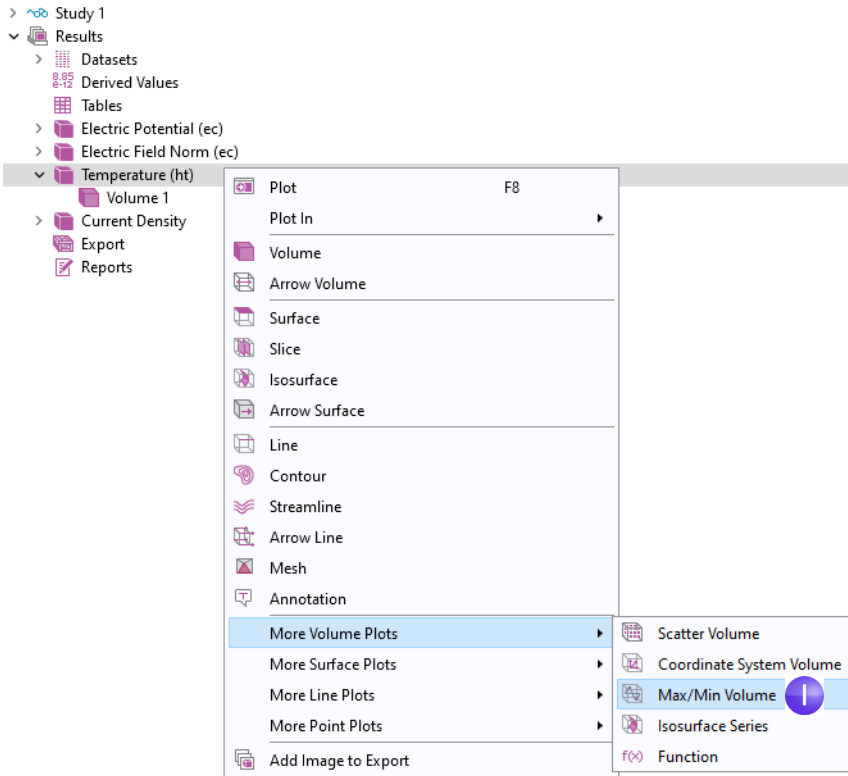 Study 1
Results
Datasets
8.85
e-12 Derived Values
Tables
Electric Potential (ec)
Electric Field Norm (ec)
Temperature (ht)
Volume 1
Current Density
Export
Reports
Plot F8
Plot In
Volume
Arrow Volume
Surface
Slice
Isosurface
Arrow Surface
Line
Contour
Streamline
Arrow Line
Mesh
Annotation
More Volume Plots
More Surface Plots
More Line Plots
More Point Plots
Add Image to Export
Scatter Volume
Coordinate System Volume
Max/Min Volume I
Isosurface Series
f(x) Function